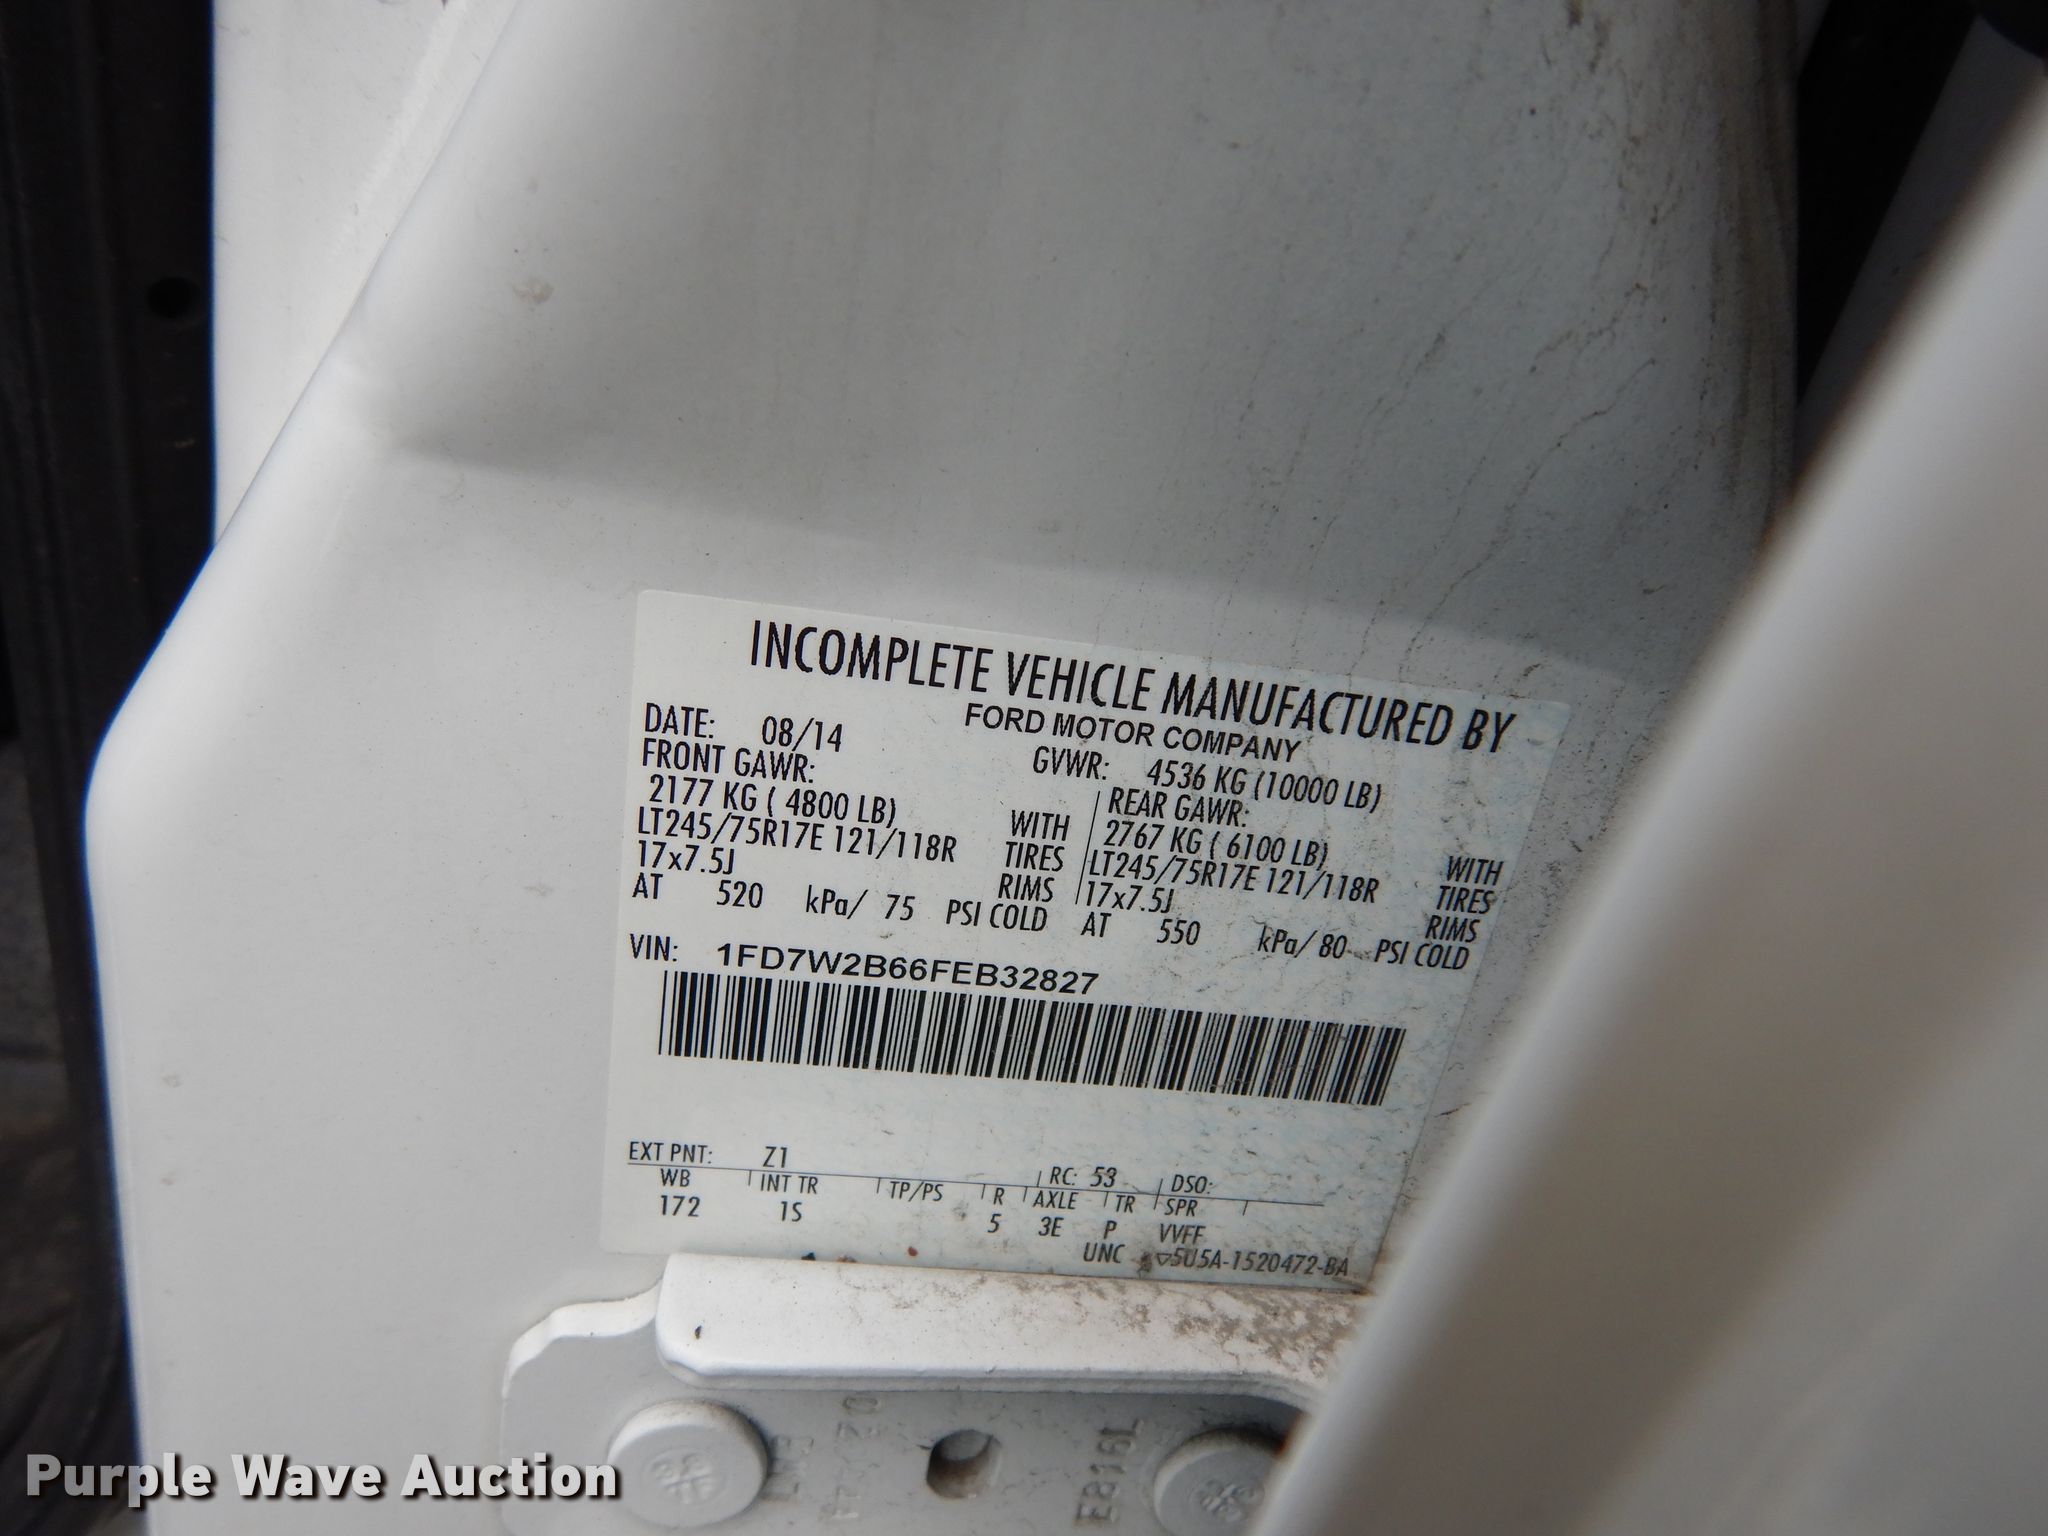 INCOMPLETE VEHICLE MANUFACTURED BY
FORD MOTOR COMPANY
DATE: 08/14 GVWR: 4536 KG (10000 LB)
FRONT GAWR: REAR GAWR:
2177 KG ( 4800 LB) WITH 2767 KG ( 6100 LB) WITH
LT245/75R17E 121/118R TIRES LT245/75R17E 121/118R TIRES
17x7.5J RIMS 17x7.5J RIMS
AT 520 kPa/ 75 PSI COLD AT 550 kPa/ 80 PSI COLD
VIN: 1FD7W2B66FEB32827
EXT PNT: Z1 RC: 53 DSO:
WB INT TR TP/PS R AXLE TR SPR
172 1S 5 3E P VVFF
UNC 5U5A-1520472-BA
Purple Wave Auction